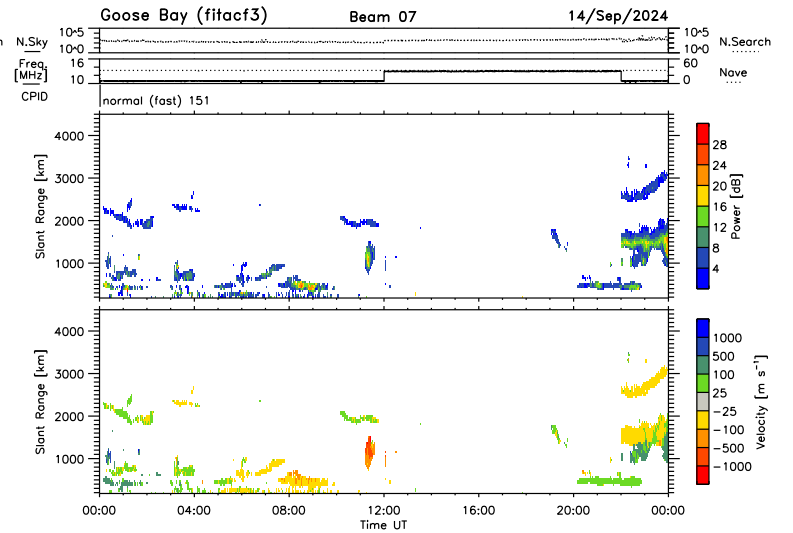 Goose Bay (fitacf3) Beam 07 14/Sep/2024
n N.Sky 10^5 10^0 10^5 10^0 N.Search
Freq. [MHz] 16 10 60 0 Nave
CPID normal (fast) 151
Slant Range [km]
4000
3000
2000
1000
28
24
20
16
12
8
4
Power [dB]
Slant Range [km]
4000
3000
2000
1000
1000
500
100
25
−25
−100
−500
−1000
Velocity [m s⁻¹]
00:00 04:00 08:00 12:00 16:00 20:00 00:00
Time UT